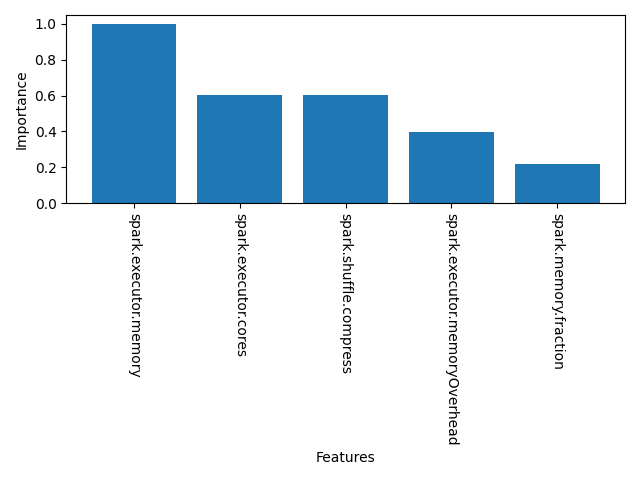 Importance
1.0
0.8
0.6
0.4
0.2
0.0
spark.executor.memory
spark.executor.cores
spark.shuffle.compress
spark.executor.memoryOverhead
spark.memory.fraction
Features